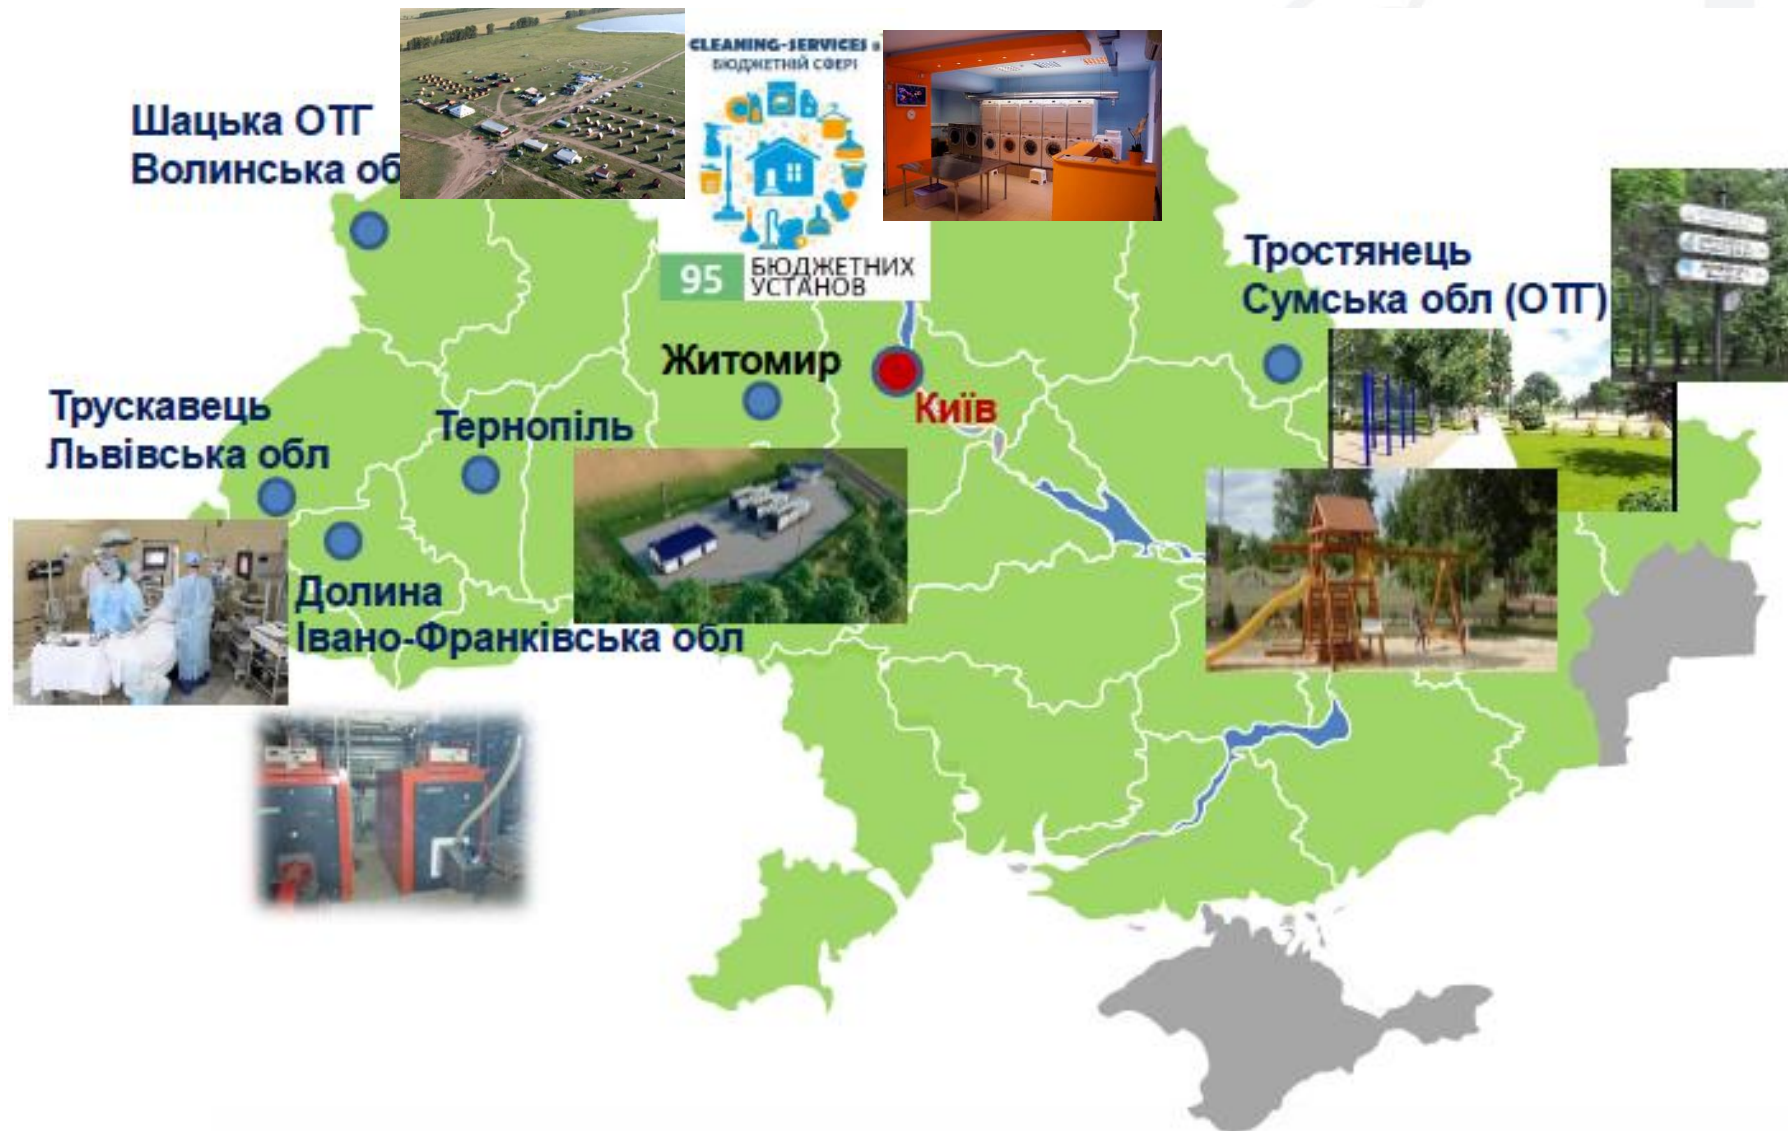 CLEANING-SERVICES в
БЮДЖЕТНІЙ СФЕРІ
95 БЮДЖЕТНИХ
УСТАНОВ
Шацька ОТГ
Волинська об
Тростянець
Сумська обл (ОТГ)
Житомир
Київ
Трускавець
Львівська обл
Тернопіль
Долина
Івано-Франківська обл